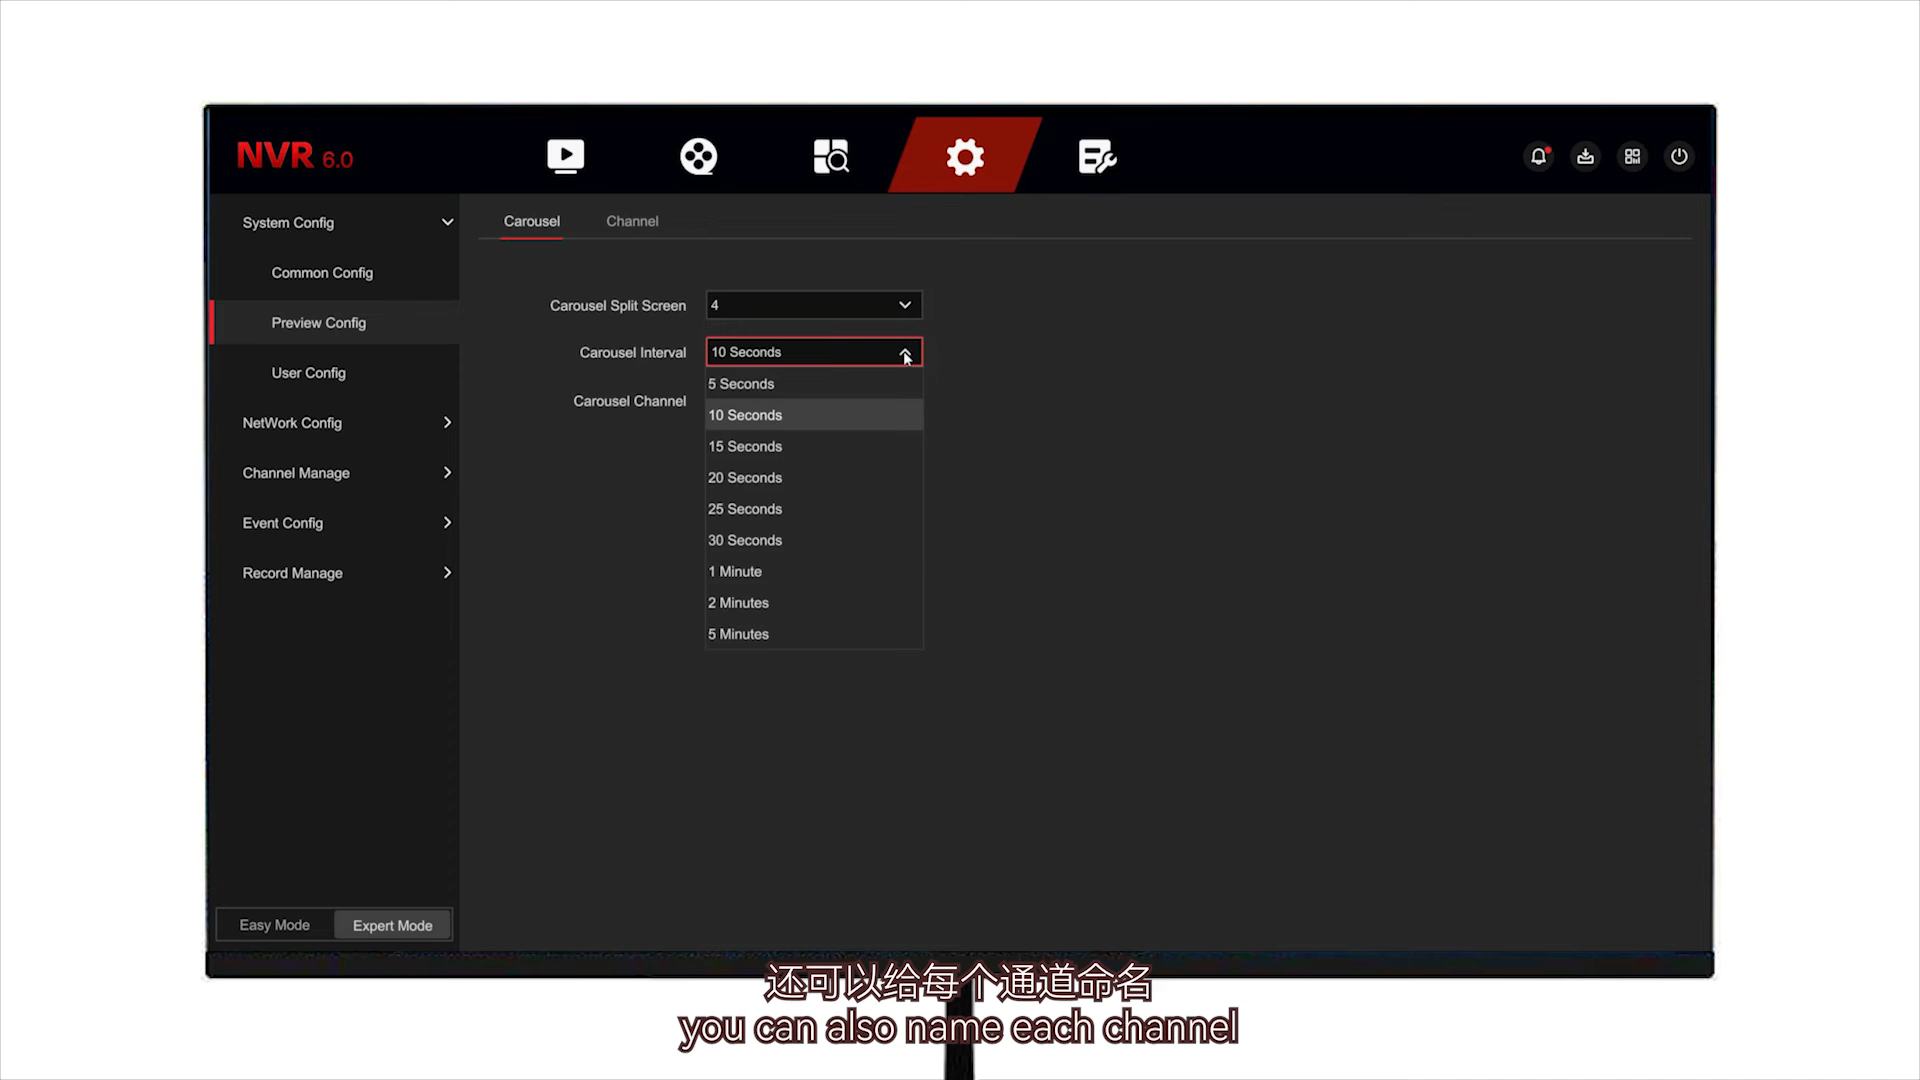 NVR 6.0
System Config
Common Config
Preview Config
User Config
NetWork Config
Channel Manage
Event Config
Record Manage
Easy Mode
Expert Mode
Carousel
Channel
Carousel Split Screen
4
Carousel Interval
10 Seconds
5 Seconds
10 Seconds
15 Seconds
20 Seconds
25 Seconds
30 Seconds
1 Minute
2 Minutes
5 Minutes
Carousel Channel
还可以给每个通道命名
you can also name each channel